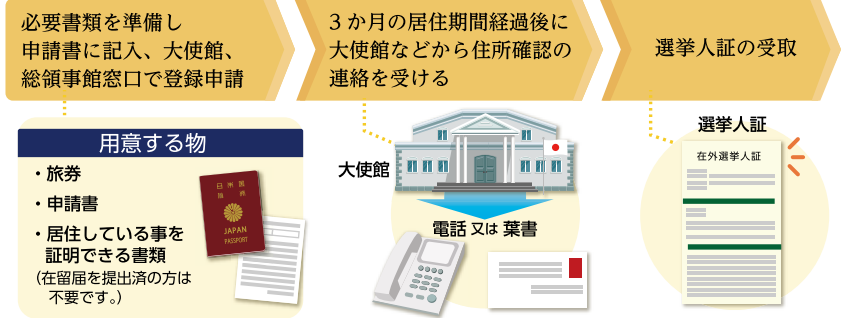 必要書類を準備し
申請書に記入、大使館、
総領事館窓口で登録申請
3か月の居住期間経過後に
大使館などから住所確認の
連絡を受ける
選挙人証の受取
用意する物
・旅券
・申請書
・居住している事を
証明できる書類
（在留届を提出済の方は
不要です。）
日本国
旅券
JAPAN
PASSPORT
大使館
電話又は葉書
選挙人証
在外選挙人証